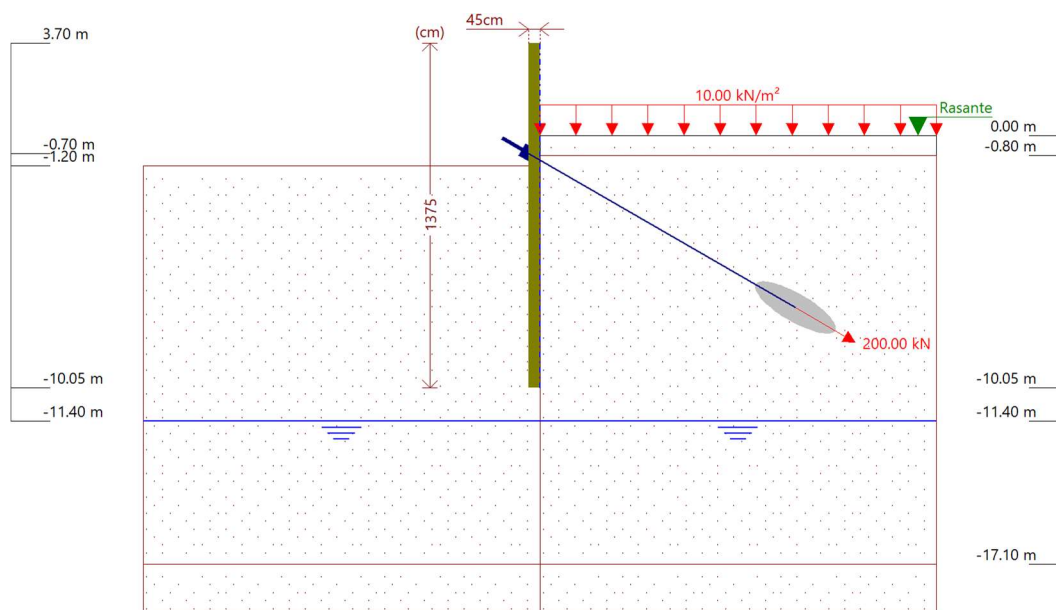 45cm
3.70 m
(cm)
10.00 kN/m²
Rasante
0.00 m
-0.70 m
-0.80 m
-1.20 m
1375
200.00 kN
-10.05 m
-10.05 m
-11.40 m
-11.40 m
-17.10 m